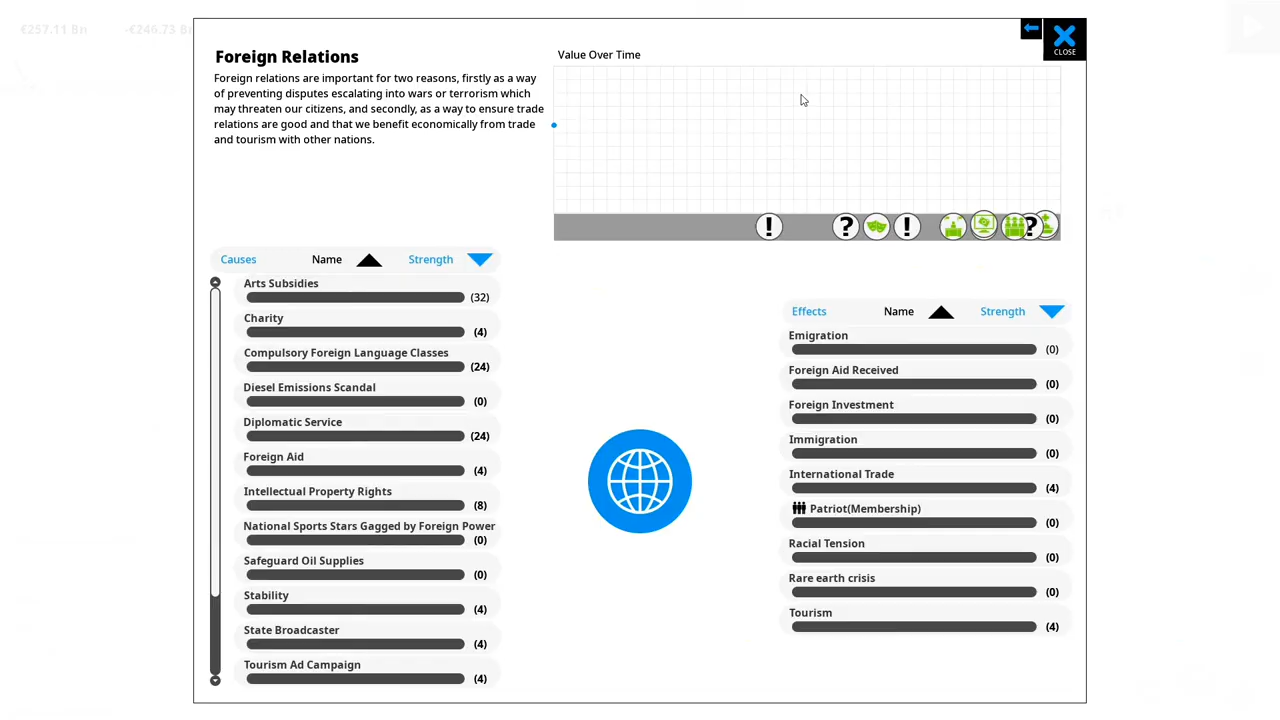 €257.11 Bn
-€246.73 Bn
CLOSE
Foreign Relations
Value Over Time
Foreign relations are important for two reasons, firstly as a way
of preventing disputes escalating into wars or terrorism which
may threaten our citizens, and secondly, as a way to ensure trade
relations are good and that we benefit economically from trade
and tourism with other nations.
! ? ! ?
Causes Name Strength
Arts Subsidies
(32)
Charity
(4)
Compulsory Foreign Language Classes
(24)
Diesel Emissions Scandal
(0)
Diplomatic Service
(24)
Foreign Aid
(4)
Intellectual Property Rights
(8)
National Sports Stars Gagged by Foreign Power
(0)
Safeguard Oil Supplies
(0)
Stability
(4)
State Broadcaster
(4)
Tourism Ad Campaign
(4)
Effects Name Strength
Emigration
(0)
Foreign Aid Received
(0)
Foreign Investment
(0)
Immigration
(0)
International Trade
(4)
Patriot(Membership)
(0)
Racial Tension
(0)
Rare earth crisis
(0)
Tourism
(4)